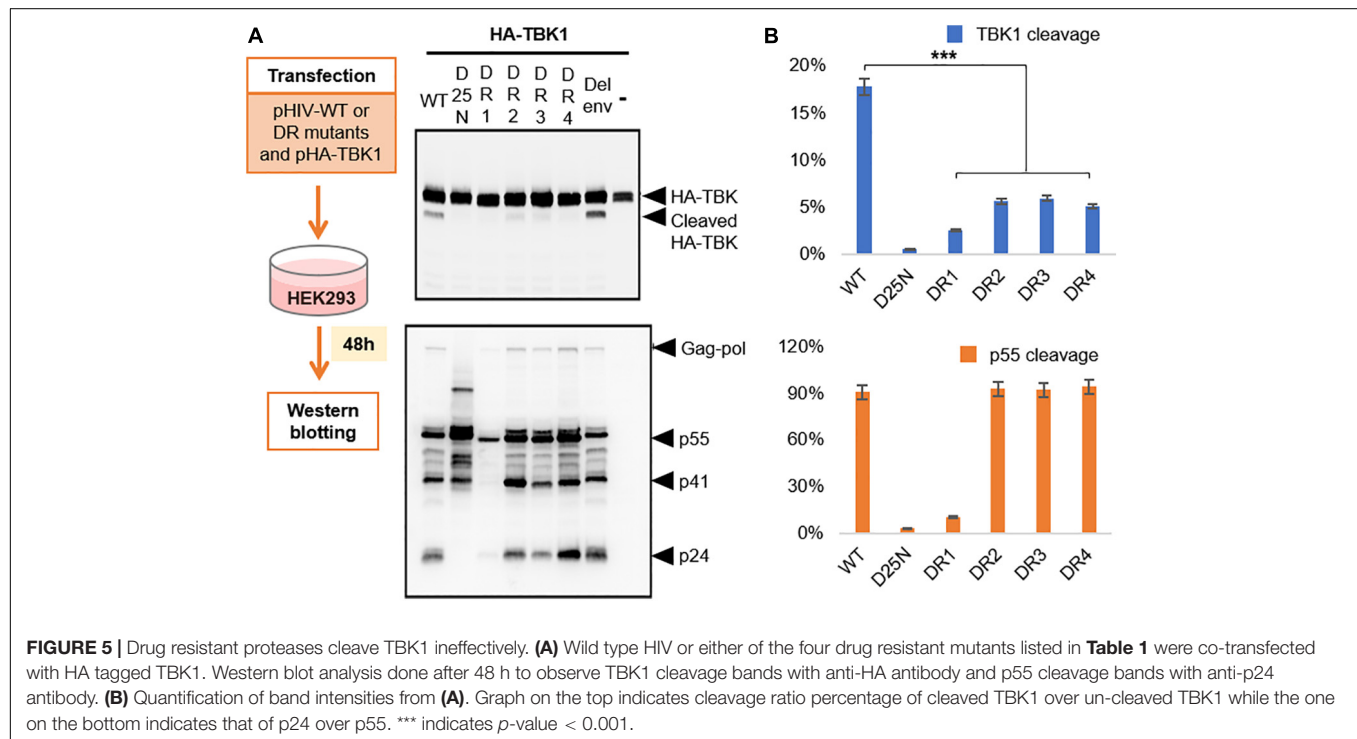 A
Transfection
pHIV-WT or
DR mutants
and pHA-TBK1
HEK293
48h
Western
blotting
HA-TBK1
WT
D25N
DR1
DR2
DR3
DR4
Del env
-
HA-TBK
Cleaved
HA-TBK
Gag-pol
p55
p41
p24
B
TBK1 cleavage
***
20%
15%
10%
5%
0%
WT D25N DR1 DR2 DR3 DR4
p55 cleavage
120%
90%
60%
30%
0%
WT D25N DR1 DR2 DR3 DR4
FIGURE 5 | Drug resistant proteases cleave TBK1 ineffectively. (A) Wild type HIV or either of the four drug resistant mutants listed in Table 1 were co-transfected
with HA tagged TBK1. Western blot analysis done after 48 h to observe TBK1 cleavage bands with anti-HA antibody and p55 cleavage bands with anti-p24
antibody. (B) Quantification of band intensities from (A). Graph on the top indicates cleavage ratio percentage of cleaved TBK1 over un-cleaved TBK1 while the one
on the bottom indicates that of p24 over p55. *** indicates p-value < 0.001.